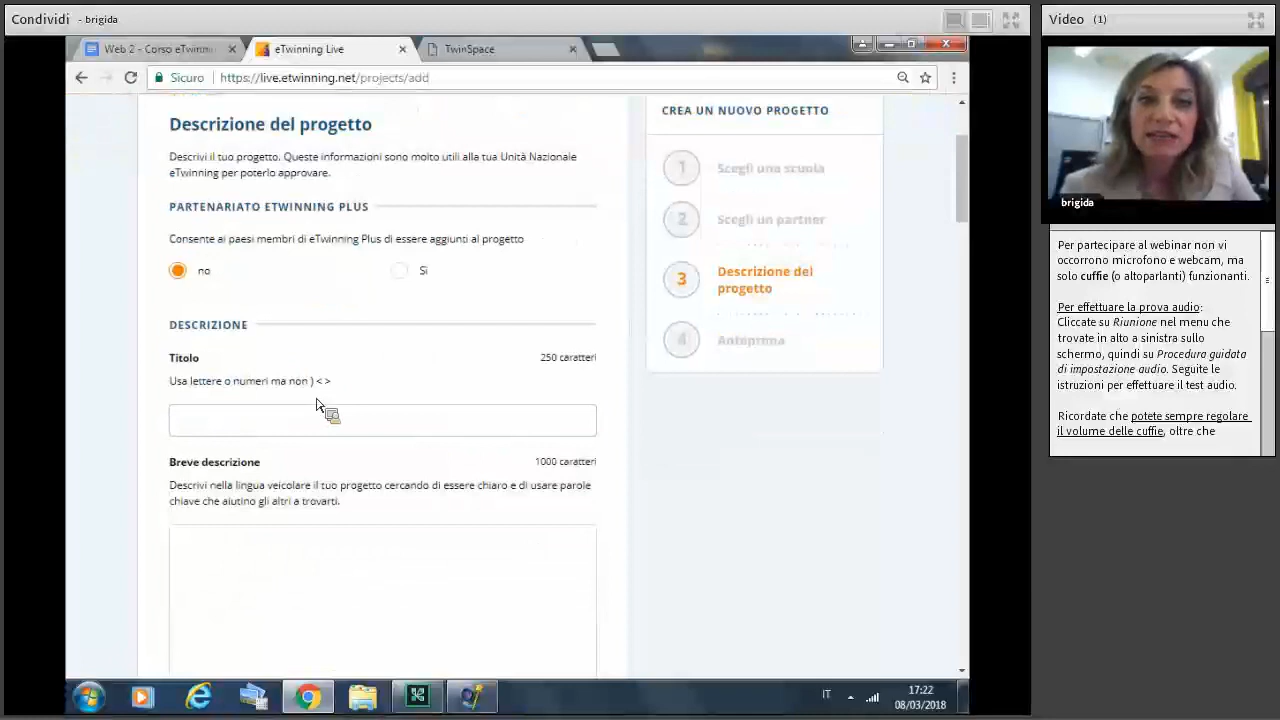 Condividi - brigida
Video (1)
Web 2 - Corso eTwinnin
eTwinning Live
TwinSpace
Sicuro
https://live.etwinning.net/projects/add
Descrizione del progetto
Descrivi il tuo progetto. Queste informazioni sono molto utili alla tua Unità Nazionale
eTwinning per poterlo approvare.
PARTENARIATO ETWINNING PLUS
Consente ai paesi membri di eTwinning Plus di essere aggiunti al progetto
no
Sì
DESCRIZIONE
Titolo
250 caratteri
Usa lettere o numeri ma non ) < >
Breve descrizione
1000 caratteri
Descrivi nella lingua veicolare il tuo progetto cercando di essere chiaro e di usare parole
chiave che aiutino gli altri a trovarti.
CREA UN NUOVO PROGETTO
1
Scegli una scuola
2
Scegli un partner
3
Descrizione del
progetto
4
Anteprima
brigida
Per partecipare al webinar non vi
occorrono microfono e webcam, ma
solo cuffie (o altoparlanti) funzionanti.
Per effettuare la prova audio:
Cliccate su Riunione nel menu che
trovate in alto a sinistra sullo
schermo, quindi su Procedura guidata
di impostazione audio. Seguite le
istruzioni per effettuare il test audio.
Ricordate che potete sempre regolare
il volume delle cuffie, oltre che
IT
17:22
08/03/2018